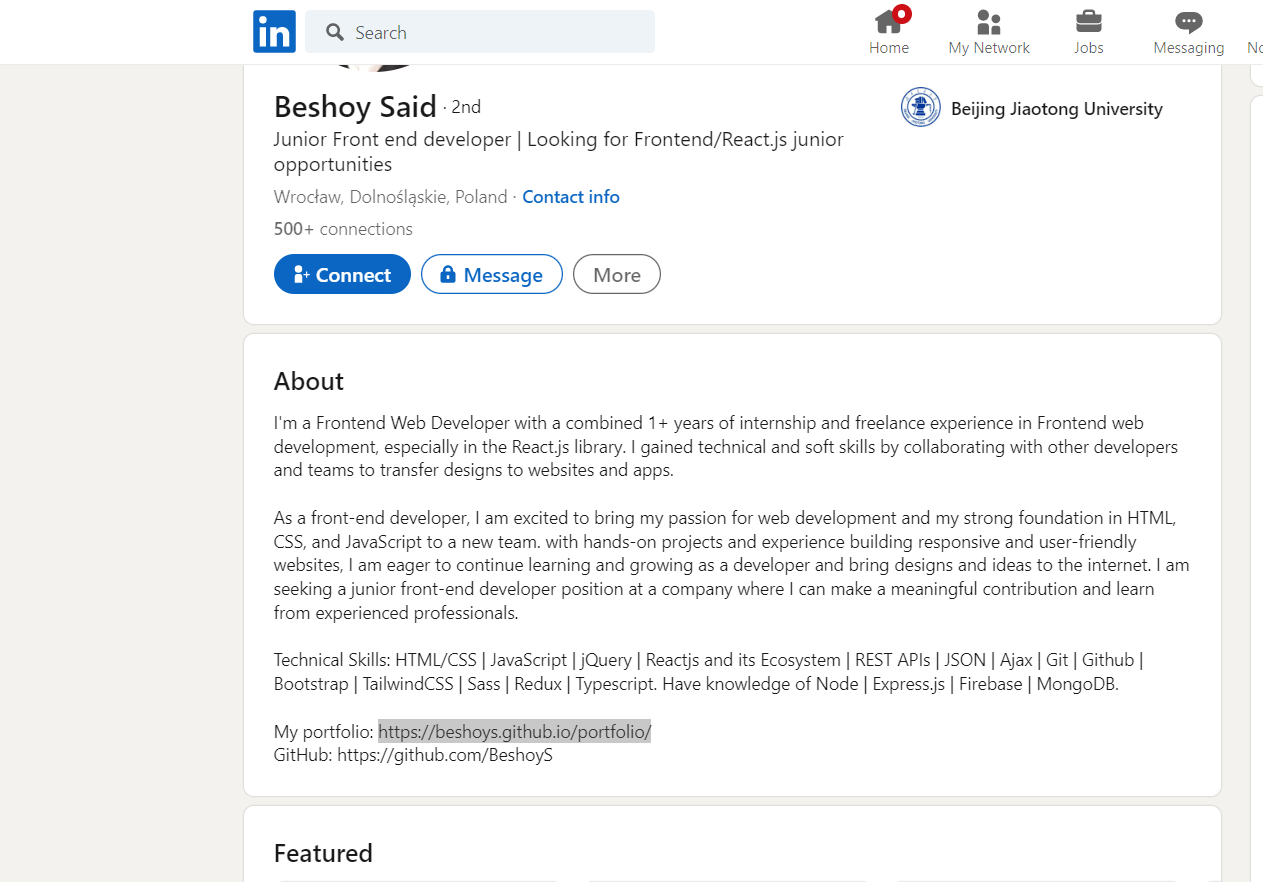 in Search
Home My Network Jobs Messaging
Beshoy Said · 2nd
Beijing Jiaotong University
Junior Front end developer | Looking for Frontend/React.js junior
opportunities
Wrocław, Dolnośląskie, Poland · Contact info
500+ connections
Connect Message More
About
I'm a Frontend Web Developer with a combined 1+ years of internship and freelance experience in Frontend web
development, especially in the React.js library. I gained technical and soft skills by collaborating with other developers
and teams to transfer designs to websites and apps.
As a front-end developer, I am excited to bring my passion for web development and my strong foundation in HTML,
CSS, and JavaScript to a new team. with hands-on projects and experience building responsive and user-friendly
websites, I am eager to continue learning and growing as a developer and bring designs and ideas to the internet. I am
seeking a junior front-end developer position at a company where I can make a meaningful contribution and learn
from experienced professionals.
Technical Skills: HTML/CSS | JavaScript | jQuery | Reactjs and its Ecosystem | REST APIs | JSON | Ajax | Git | Github |
Bootstrap | TailwindCSS | Sass | Redux | Typescript. Have knowledge of Node | Express.js | Firebase | MongoDB.
My portfolio: https://beshoys.github.io/portfolio/
GitHub: https://github.com/BeshoyS
Featured